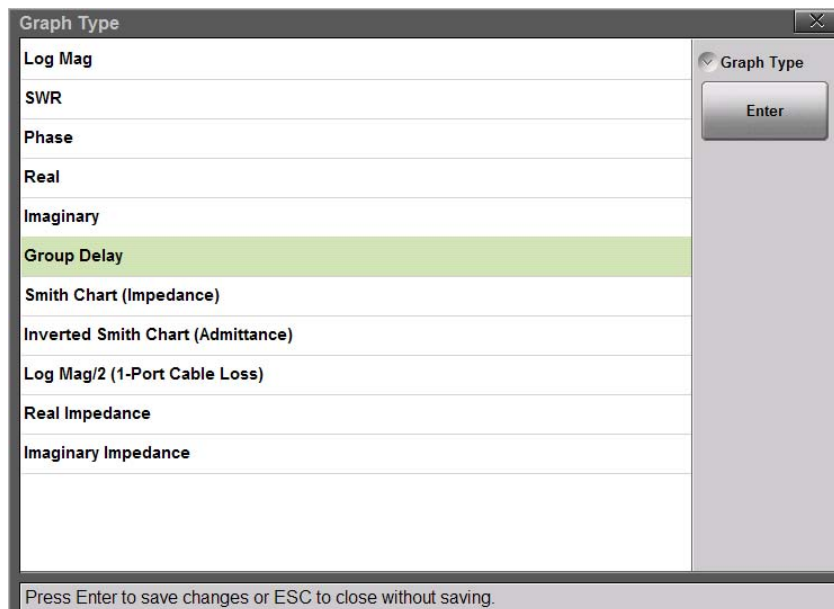 Graph Type
Log Mag
SWR
Phase
Real
Imaginary
Group Delay
Smith Chart (Impedance)
Inverted Smith Chart (Admittance)
Log Mag/2 (1-Port Cable Loss)
Real Impedance
Imaginary Impedance
Graph Type
Enter
Press Enter to save changes or ESC to close without saving.